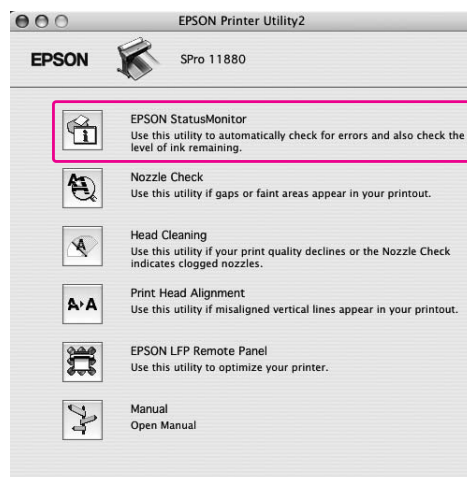 EPSON Printer Utility2
EPSON
SPro 11880
EPSON StatusMonitor
Use this utility to automatically check for errors and also check the
level of ink remaining.
Nozzle Check
Use this utility if gaps or faint areas appear in your printout.
Head Cleaning
Use this utility if your print quality declines or the Nozzle Check
indicates clogged nozzles.
A▸A
Print Head Alignment
Use this utility if misaligned vertical lines appear in your printout.
EPSON LFP Remote Panel
Use this utility to optimize your printer.
Manual
Open Manual